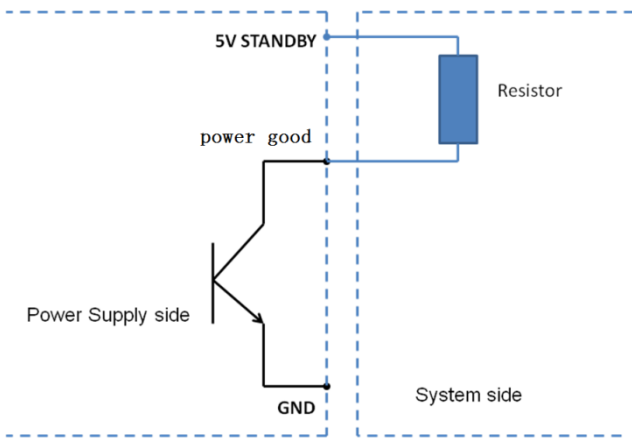 5V STANDBY
Resistor
power good
Power Supply side
System side
GND